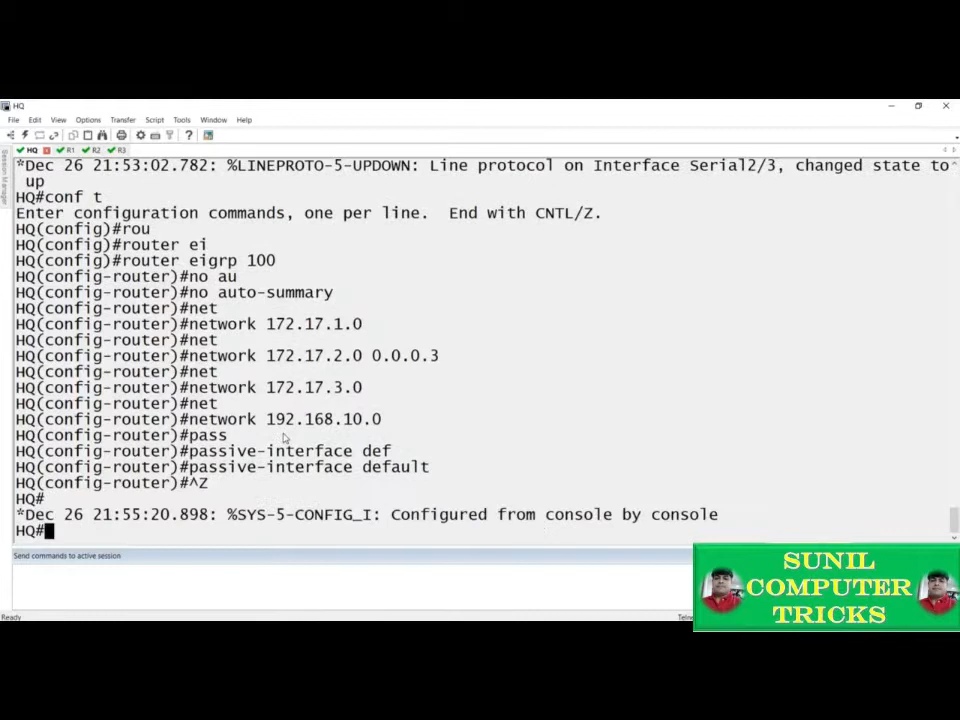 HQ
File Edit View Options Transfer Script Tools Window Help
HQ R1 R2 R3
Session Manager
*Dec 26 21:53:02.782: %LINEPROTO-5-UPDOWN: Line protocol on Interface Serial2/3, changed state to
up
HQ#conf t
Enter configuration commands, one per line.  End with CNTL/Z.
HQ(config)#rou
HQ(config)#router ei
HQ(config)#router eigrp 100
HQ(config-router)#no au
HQ(config-router)#no auto-summary
HQ(config-router)#net
HQ(config-router)#network 172.17.1.0
HQ(config-router)#net
HQ(config-router)#network 172.17.2.0 0.0.0.3
HQ(config-router)#net
HQ(config-router)#network 172.17.3.0
HQ(config-router)#net
HQ(config-router)#network 192.168.10.0
HQ(config-router)#pass
HQ(config-router)#passive-interface def
HQ(config-router)#passive-interface default
HQ(config-router)#^Z
HQ#
*Dec 26 21:55:20.898: %SYS-5-CONFIG_I: Configured from console by console
HQ#
Send commands to active session
Ready
SUNIL
COMPUTER
TRICKS